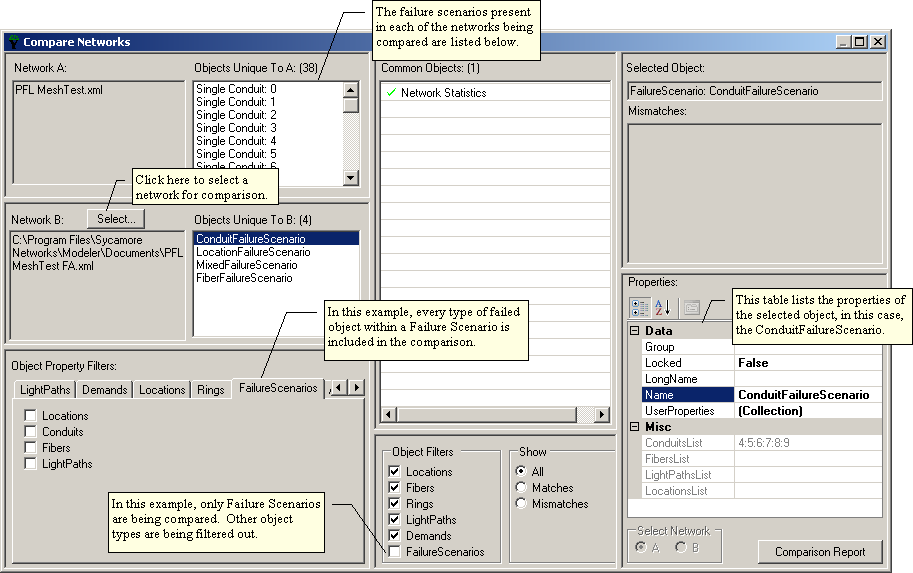 The failure scenarios present
in each of the networks being
compared are listed below.
Compare Networks
Network A:
PFL MeshTest.xml
Objects Unique To A: (38)
Single Conduit: 0
Single Conduit: 1
Single Conduit: 2
Single Conduit: 3
Single Conduit: 4
Single Conduit: 5
Single Conduit: 6
Click here to select a
network for comparison.
Network B:
Select...
C:\Program Files\Sycamore
Networks\Modeler\Documents\PFL
MeshTest FA.xml
Objects Unique To B: (4)
ConduitFailureScenario
LocationFailureScenario
MixedFailureScenario
FiberFailureScenario
In this example, every type of failed
object within a Failure Scenario is
included in the comparison.
Object Property Filters:
LightPaths Demands Locations Rings FailureScenarios
Locations
Conduits
Fibers
LightPaths
In this example, only Failure Scenarios
are being compared. Other object
types are being filtered out.
Common Objects: (1)
Network Statistics
Object Filters
Locations
Fibers
Rings
LightPaths
Demands
FailureScenarios
Show
All
Matches
Mismatches
Selected Object:
FailureScenario: ConduitFailureScenario
Mismatches:
Properties:
This table lists the properties of
the selected object, in this case,
the ConduitFailureScenario.
Data
Group
Locked False
LongName
Name ConduitFailureScenario
UserProperties (Collection)
Misc
ConduitsList 4:5:6:7:8:9
FibersList
LightPathsList
LocationsList
Select Network
A B
Comparison Report